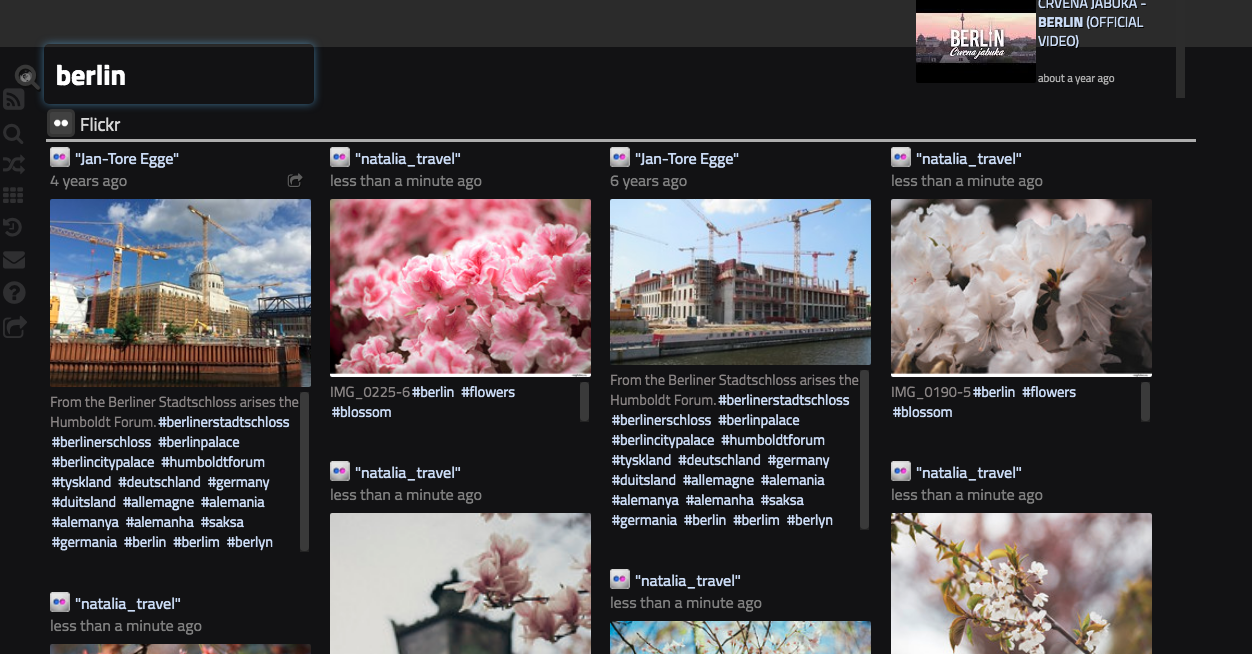 CRVENA JABUKA -
BERLIN (OFFICIAL
VIDEO)
BERLIN
Crvena jabuka
about a year ago
berlin
Flickr
"Jan-Tore Egge"
4 years ago
From the Berliner Stadtschloss arises the
Humboldt Forum. #berlinerstadtschloss
#berlinerschloss #berlinpalace
#berlincitypalace #humboldtforum
#tyskland #deutschland #germany
#duitsland #allemagne #alemania
#alemanya #alemanha #saksa
#germania #berlin #berlim #berlyn
"natalia_travel"
less than a minute ago
"natalia_travel"
less than a minute ago
IMG_0225-6 #berlin #flowers
#blossom
"natalia_travel"
less than a minute ago
"Jan-Tore Egge"
6 years ago
From the Berliner Stadtschloss arises the
Humboldt Forum. #berlinerstadtschloss
#berlinerschloss #berlinpalace
#berlincitypalace #humboldtforum
#tyskland #deutschland #germany
#duitsland #allemagne #alemania
#alemanya #alemanha #saksa
#germania #berlin #berlim #berlyn
"natalia_travel"
less than a minute ago
"natalia_travel"
less than a minute ago
IMG_0190-5 #berlin #flowers
#blossom
"natalia_travel"
less than a minute ago